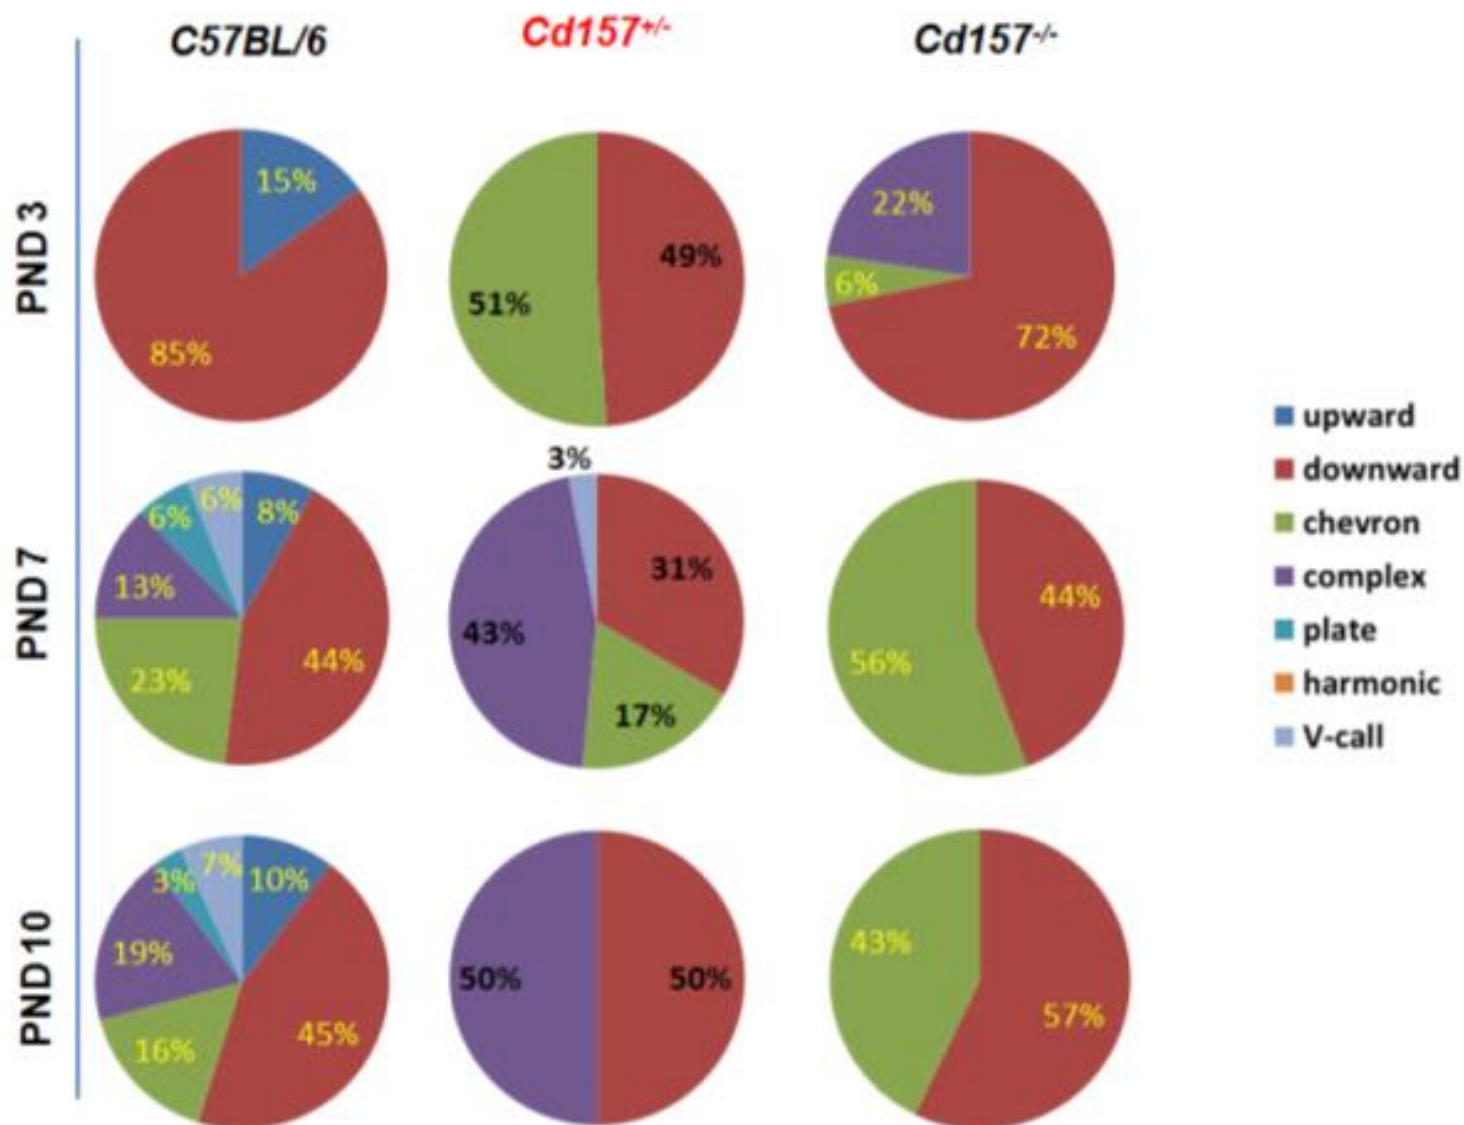 C57BL/6 Cd157+/- Cd157-/-
PND 3
15%
85%
49%
51%
22%
6%
72%
PND 7
6%
6%
8%
13%
23%
44%
3%
31%
43%
17%
44%
56%
PND 10
3%
7%
10%
19%
16%
45%
50%
50%
43%
57%
upward
downward
chevron
complex
plate
harmonic
V-call